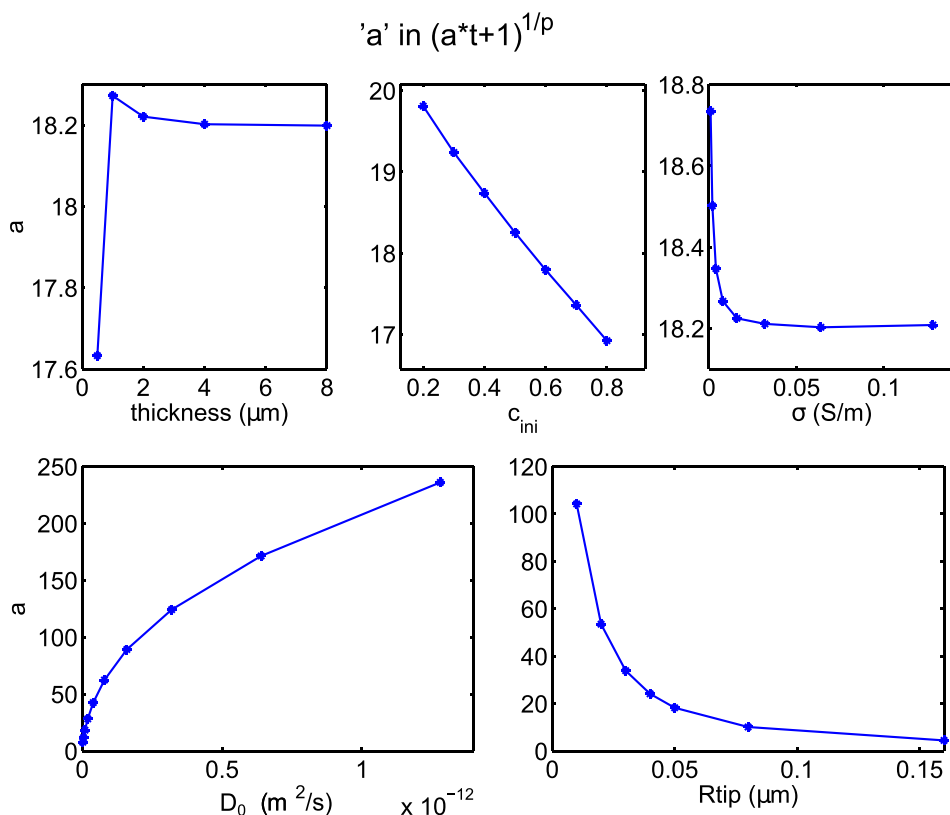 'a' in (a*t+1)^{1/p}
18.2
18
17.8
17.6
a
0 2 4 6 8
thickness (µm)
20
19
18
17
0.2 0.4 0.6 0.8
c_{ini}
18.8
18.6
18.4
18.2
0 0.05 0.1
σ (S/m)
250
200
150
100
50
0
a
0 0.5 1
D_0 (m ^2/s) x 10^{-12}
120
100
80
60
40
20
0
0 0.05 0.1 0.15
Rtip (µm)